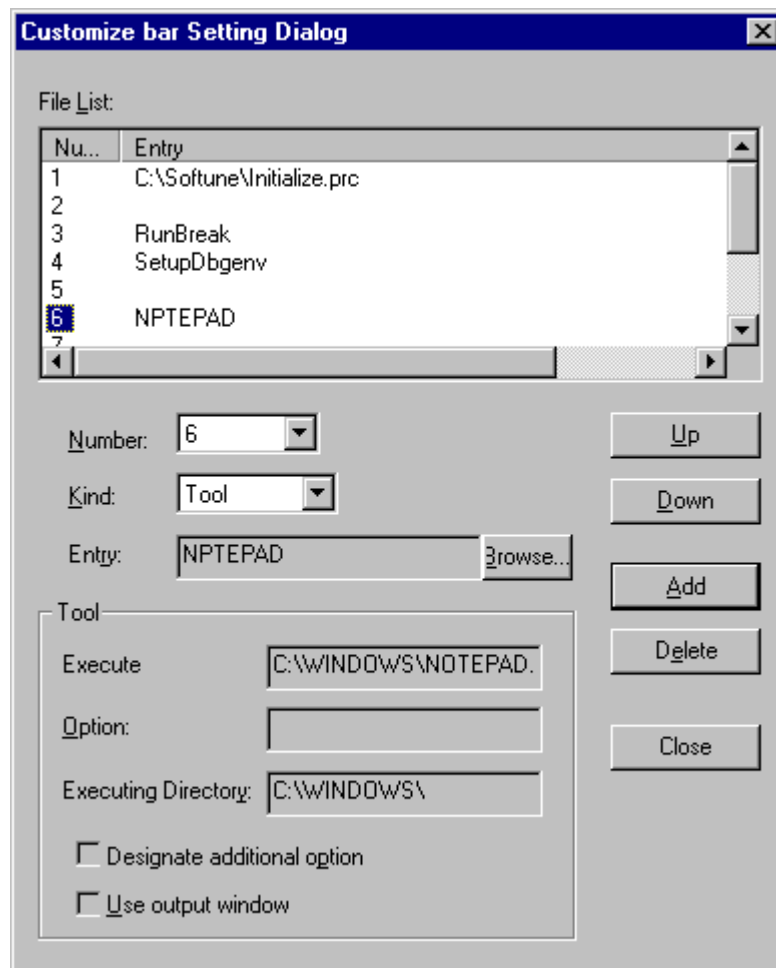 Customize bar Setting Dialog
File List:
Nu... Entry
1 C:\Softune\Initialize.prc
2
3 RunBreak
4 SetupDbgenv
5
6 NPTEPAD
7
Number: 6
Up
Kind: Tool
Down
Entry: NPTEPAD Browse...
Add
Tool
Delete
Execute C:\WINDOWS\NOTEPAD.
Option:
Close
Executing Directory: C:\WINDOWS\
Designate additional option
Use output window